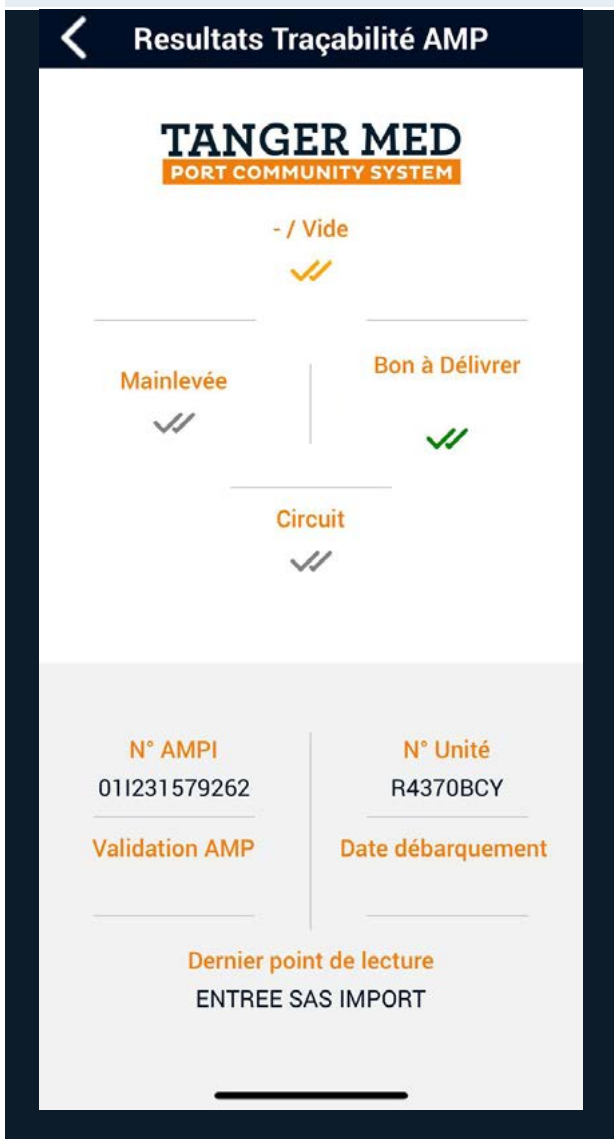 Resultats Traçabilité AMP
TANGER MED
PORT COMMUNITY SYSTEM
- / Vide
Mainlevée
Bon à Délivrer
Circuit
N° AMPI
N° Unité
01I231579262
R4370BCY
Validation AMP
Date débarquement
Dernier point de lecture
ENTREE SAS IMPORT